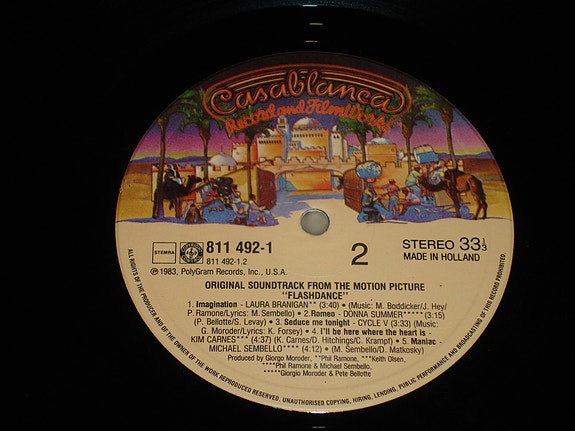 Casablanca
Record and FilmWorks
STEMRA
811 492-1
811 492-1.2
℗ 1983, PolyGram Records, Inc., U.S.A.
2
STEREO 33 1/3
MADE IN HOLLAND
ORIGINAL SOUNDTRACK FROM THE MOTION PICTURE
"FLASHDANCE"
1. Imagination - LAURA BRANIGAN** (3:40) • (Music: M. Boddicker/J. Hey/
P. Ramone/Lyrics: M. Sembello) • 2. Romeo - DONNA SUMMER***** (3:15)
(P. Bellotte/S. Levay) • 3. Seduce me tonight - CYCLE V (3:33) (Music:
G. Moroder/Lyrics: K. Forsey) • 4. I'll be here where the heart is -
KIM CARNES*** (4:37) (K. Carnes/D. Hitchings/C. Krampf) • 5. Maniac -
MICHAEL SEMBELLO**** (4:12) • (M. Sembello/D. Matkosky)
Produced by Giorgo Moroder, **Phil Ramone, ***Keith Olsen,
****Phil Ramone & Michael Sembello,
*****Giorgio Moroder & Pete Bellotte
ALL RIGHTS OF THE PRODUCER AND OF THE OWNER OF THE WORK REPRODUCED RESERVED. UNAUTHORISED COPYING, HIRING, LENDING, PUBLIC PERFORMANCE AND BROADCASTING OF THIS RECORD PROHIBITED.